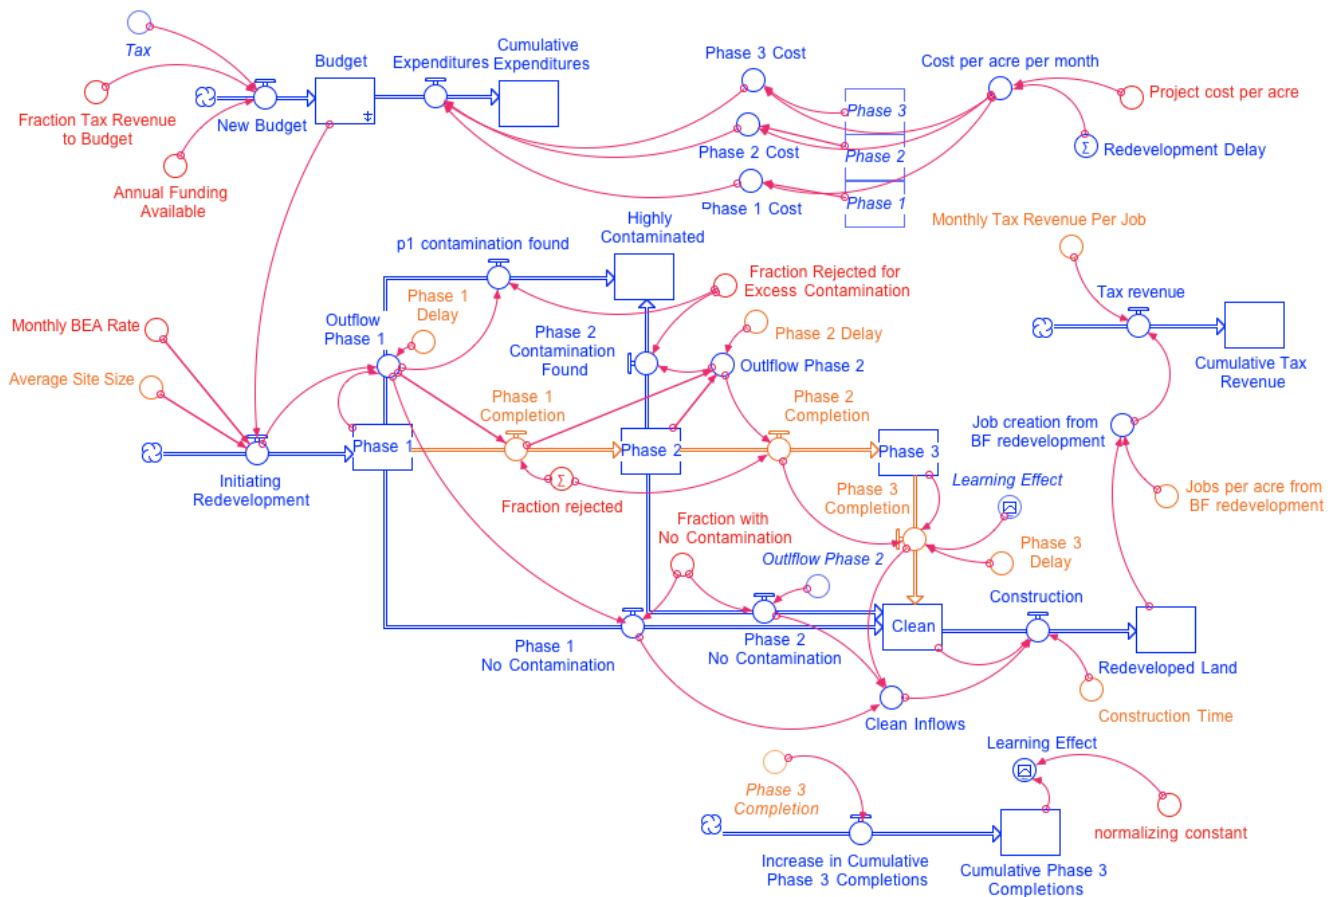 Tax
Fraction Tax Revenue
to Budget
Annual Funding
Available
New Budget
Budget
Expenditures
Cumulative
Expenditures
Phase 3 Cost
Phase 2 Cost
Phase 1 Cost
Phase 3
Phase 2
Phase 1
Cost per acre per month
Project cost per acre
Σ
Redevelopment Delay
p1 contamination found
Highly
Contaminated
Monthly Tax Revenue Per Job
Tax revenue
Cumulative Tax
Revenue
Monthly BEA Rate
Average Site Size
Initiating
Redevelopment
Outflow
Phase 1
Phase 1
Delay
Phase 2
Contamination
Found
Fraction Rejected for
Excess Contamination
Phase 2 Delay
Outlflow Phase 2
Phase 1
Phase 1
Completion
Phase 2
Phase 2
Completion
Phase 3
Σ
Fraction rejected
Job creation from
BF redevelopment
Jobs per acre from
BF redevelopment
Phase 3
Completion
Learning Effect
Phase 3
Delay
Fraction with
No Contamination
Outlflow Phase 2
Phase 1
No Contamination
Phase 2
No Contamination
Clean
Construction
Redeveloped Land
Construction Time
Clean Inflows
Phase 3
Completion
Learning Effect
normalizing constant
Increase in Cumulative
Phase 3 Completions
Cumulative Phase 3
Completions